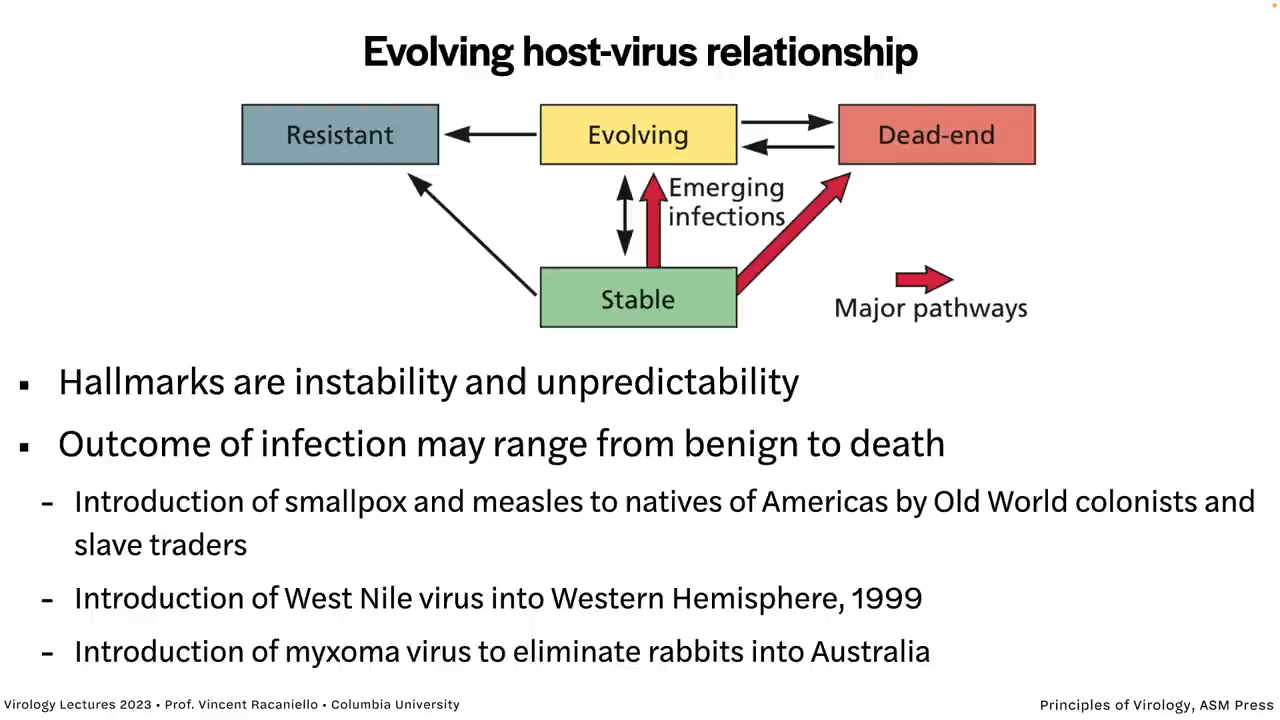 Evolving host-virus relationship
Resistant
Evolving
Dead-end
Emerging
infections
Stable
Major pathways
▪ Hallmarks are instability and unpredictability
▪ Outcome of infection may range from benign to death
- Introduction of smallpox and measles to natives of Americas by Old World colonists and
slave traders
- Introduction of West Nile virus into Western Hemisphere, 1999
- Introduction of myxoma virus to eliminate rabbits into Australia
Virology Lectures 2023 • Prof. Vincent Racaniello • Columbia University
Principles of Virology, ASM Press